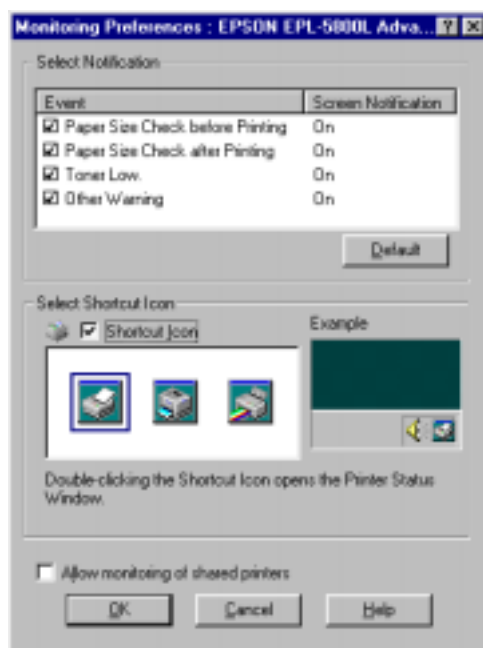 Monitoring Preferences : EPSON EPL-5800L Adva...
Select Notification
Event Screen Notification
Paper Size Check before Printing On
Paper Size Check after Printing On
Toner Low. On
Other Warning On
Default
Select Shortcut Icon
Shortcut Icon
Example
Double-clicking the Shortcut Icon opens the Printer Status
Window.
Allow monitoring of shared printers
OK Cancel Help